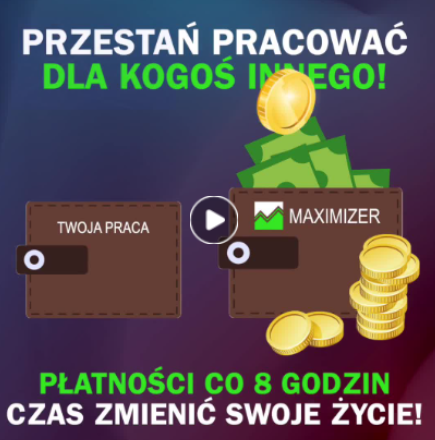 PRZESTAŃ PRACOWAĆ
DLA KOGOŚ INNEGO!
TWOJA PRACA
MAXIMIZER
PŁATNOŚCI CO 8 GODZIN
CZAS ZMIENIĆ SWOJE ŻYCIE!